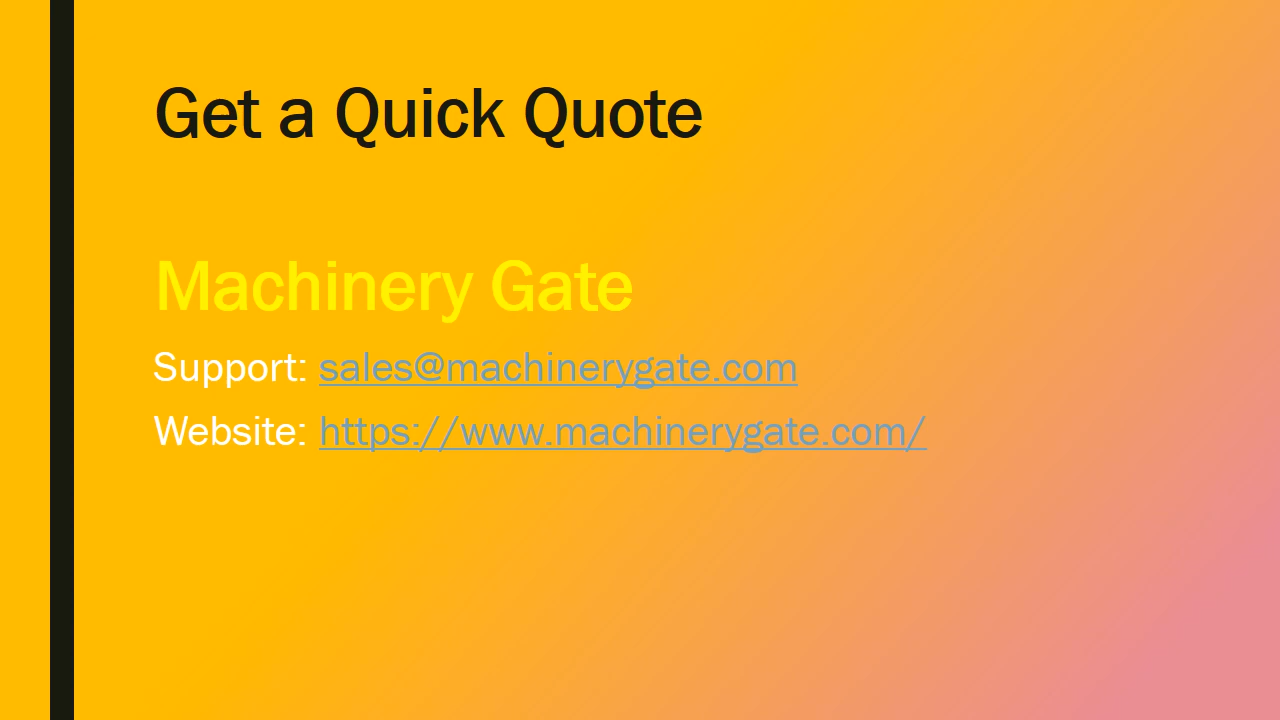 Get a Quick Quote
Machinery Gate
Support: sales@machinerygate.com
Website: https://www.machinerygate.com/